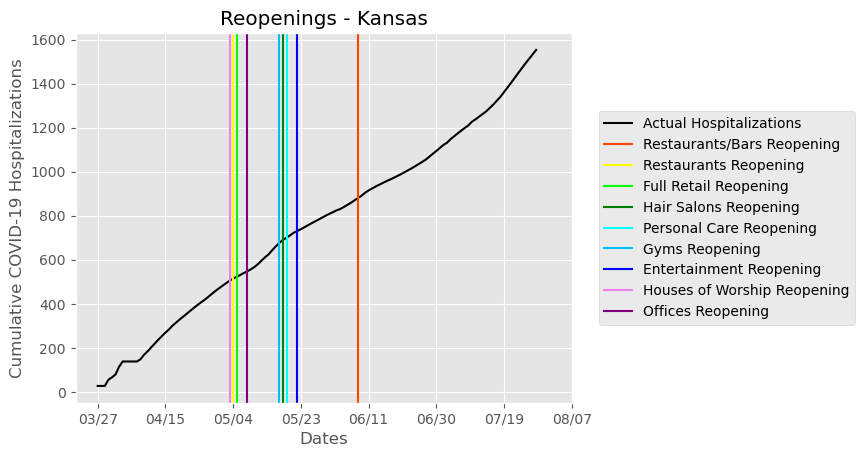 Reopenings - Kansas
Cumulative COVID-19 Hospitalizations
1600
1400
1200
1000
800
600
400
200
0
03/27 04/15 05/04 05/23 06/11 06/30 07/19 08/07
Dates
Actual Hospitalizations
Restaurants/Bars Reopening
Restaurants Reopening
Full Retail Reopening
Hair Salons Reopening
Personal Care Reopening
Gyms Reopening
Entertainment Reopening
Houses of Worship Reopening
Offices Reopening